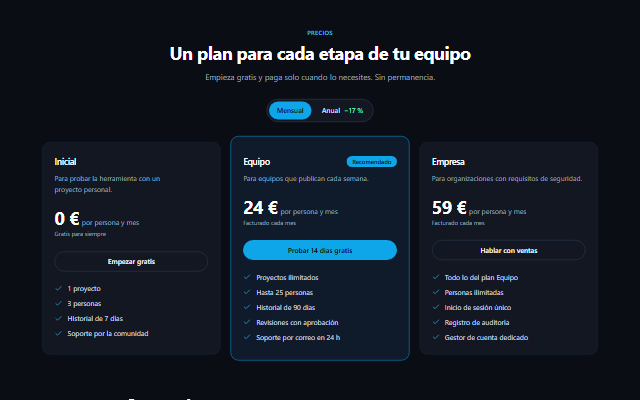 PRECIOS
Un plan para cada etapa de tu equipo
Empieza gratis y paga solo cuando lo necesites. Sin permanencia.
Mensual
Anual −17 %
Inicial
Para probar la herramienta con un
proyecto personal.
0 € por persona y mes
Gratis para siempre
Empezar gratis
1 proyecto
3 personas
Historial de 7 días
Soporte por la comunidad
Equipo
Recomendado
Para equipos que publican cada semana.
24 € por persona y mes
Facturado cada mes
Probar 14 días gratis
Proyectos ilimitados
Hasta 25 personas
Historial de 90 días
Revisiones con aprobación
Soporte por correo en 24 h
Empresa
Para organizaciones con requisitos de seguridad.
59 € por persona y mes
Facturado cada mes
Hablar con ventas
Todo lo del plan Equipo
Personas ilimitadas
Inicio de sesión único
Registro de auditoría
Gestor de cuenta dedicado